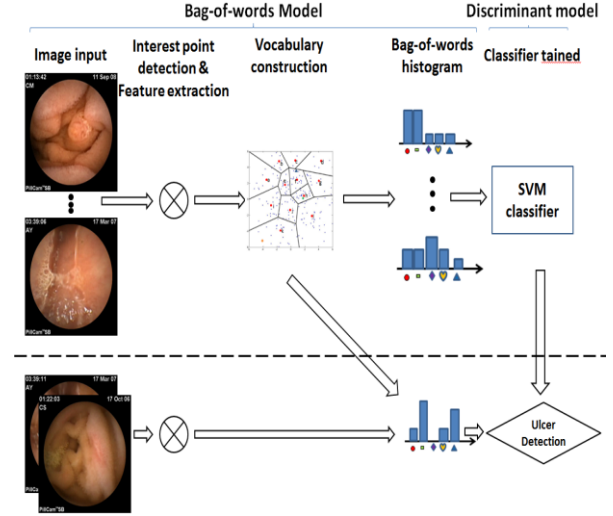 Bag-of-words Model
Discriminant model
Image input
Interest point
detection &
Feature extraction
Vocabulary
construction
Bag-of-words
histogram
Classifier tained
01:13:42 11 Sep 08
CM
PillCam™SB
03:39:06 17 Mar 07
AY
PillCam™SB
SVM
classifier
03:39:11 17 Mar 07
AY
01:22:03 17 Oct 06
CS
PillCa
PillCam™SB
Ulcer
Detection